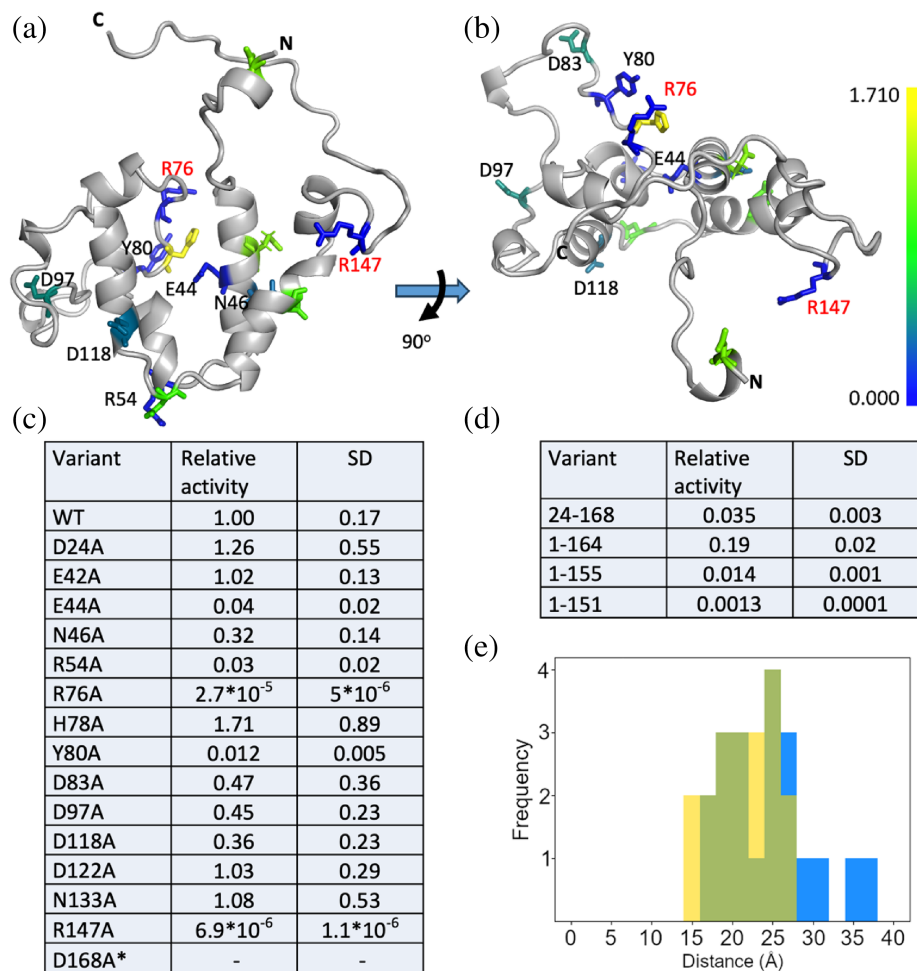 (a)
C
N
R76
Y80
D97
E44
N46
R147
D118
R54
90°
(b)
D83
Y80
R76
E44
D97
C
D118
R147
N
1.710
0.000
(c)
Variant Relative activity SD
WT 1.00 0.17
D24A 1.26 0.55
E42A 1.02 0.13
E44A 0.04 0.02
N46A 0.32 0.14
R54A 0.03 0.02
R76A 2.7*10⁻⁵ 5*10⁻⁶
H78A 1.71 0.89
Y80A 0.012 0.005
D83A 0.47 0.36
D97A 0.45 0.23
D118A 0.36 0.23
D122A 1.03 0.29
N133A 1.08 0.53
R147A 6.9*10⁻⁶ 1.1*10⁻⁶
D168A* - -
(d)
Variant Relative activity SD
24-168 0.035 0.003
1-164 0.19 0.02
1-155 0.014 0.001
1-151 0.0013 0.0001
(e)
Frequency
4
3
2
1
0 5 10 15 20 25 30 35 40
Distance (Å)